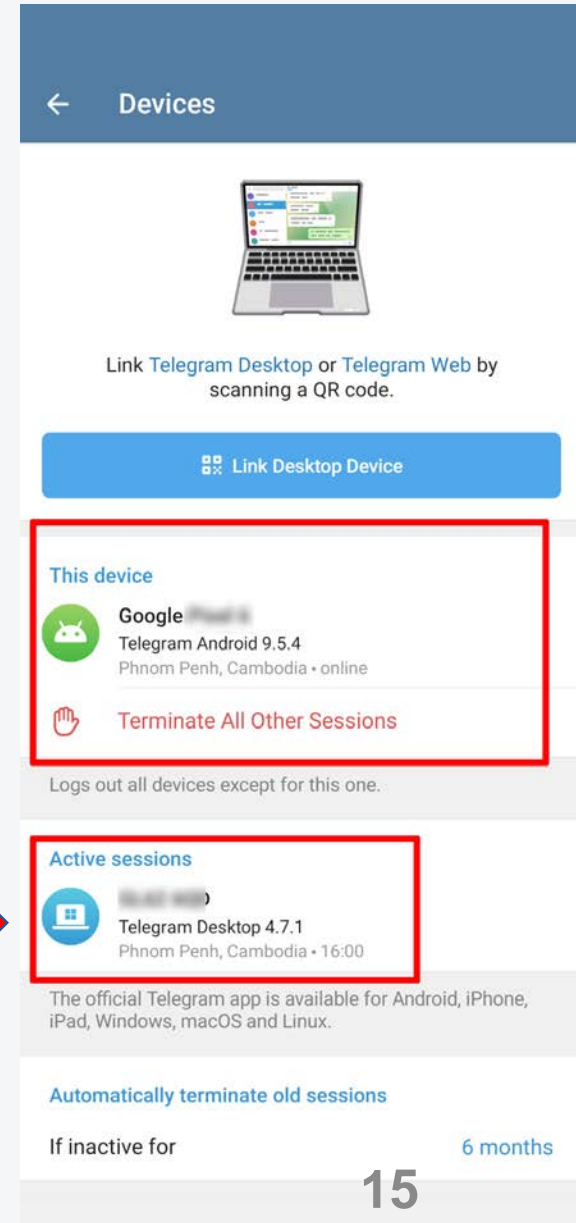 Devices
Link Telegram Desktop or Telegram Web by
scanning a QR code.
Link Desktop Device
This device
Google
Telegram Android 9.5.4
Phnom Penh, Cambodia • online
Terminate All Other Sessions
Logs out all devices except for this one.
Active sessions
Telegram Desktop 4.7.1
Phnom Penh, Cambodia • 16:00
The official Telegram app is available for Android, iPhone,
iPad, Windows, macOS and Linux.
Automatically terminate old sessions
If inactive for 6 months
15